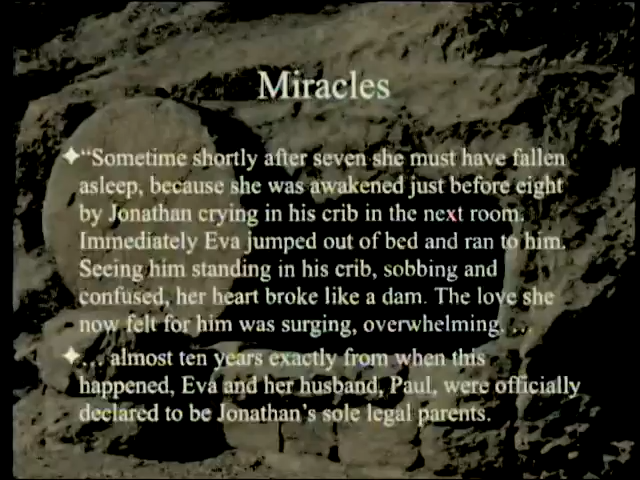 Miracles
✦“Sometime shortly after seven she must have fallen
asleep, because she was awakened just before eight
by Jonathan crying in his crib in the next room.
Immediately Eva jumped out of bed and ran to him.
Seeing him standing in his crib, sobbing and
confused, her heart broke like a dam. The love she
now felt for him was surging, overwhelming. …
✦… almost ten years exactly from when this
happened, Eva and her husband, Paul, were officially
declared to be Jonathan’s sole legal parents.